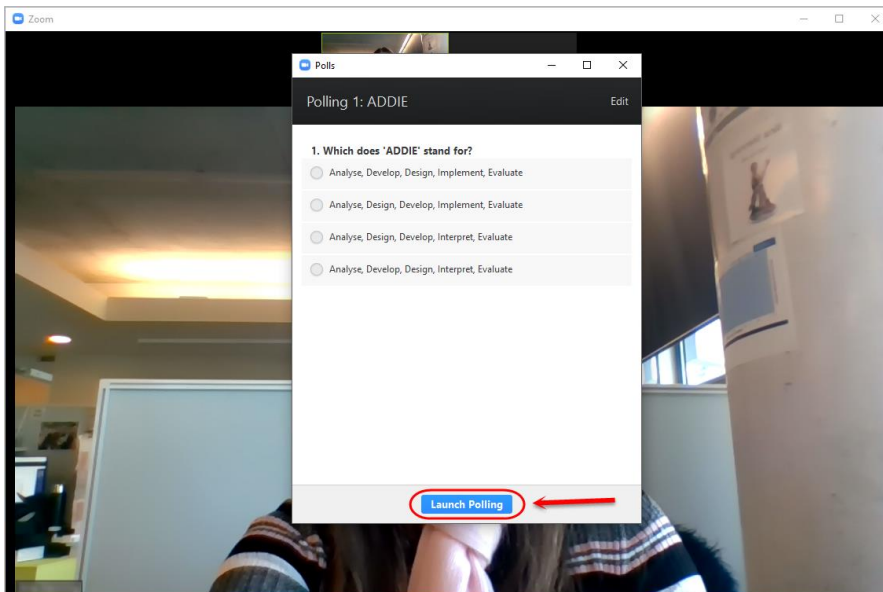 Zoom
Polls
Polling 1: ADDIE
Edit
1. Which does 'ADDIE' stand for?
Analyse, Develop, Design, Implement, Evaluate
Analyse, Design, Develop, Implement, Evaluate
Analyse, Design, Develop, Interpret, Evaluate
Analyse, Develop, Design, Interpret, Evaluate
Launch Polling